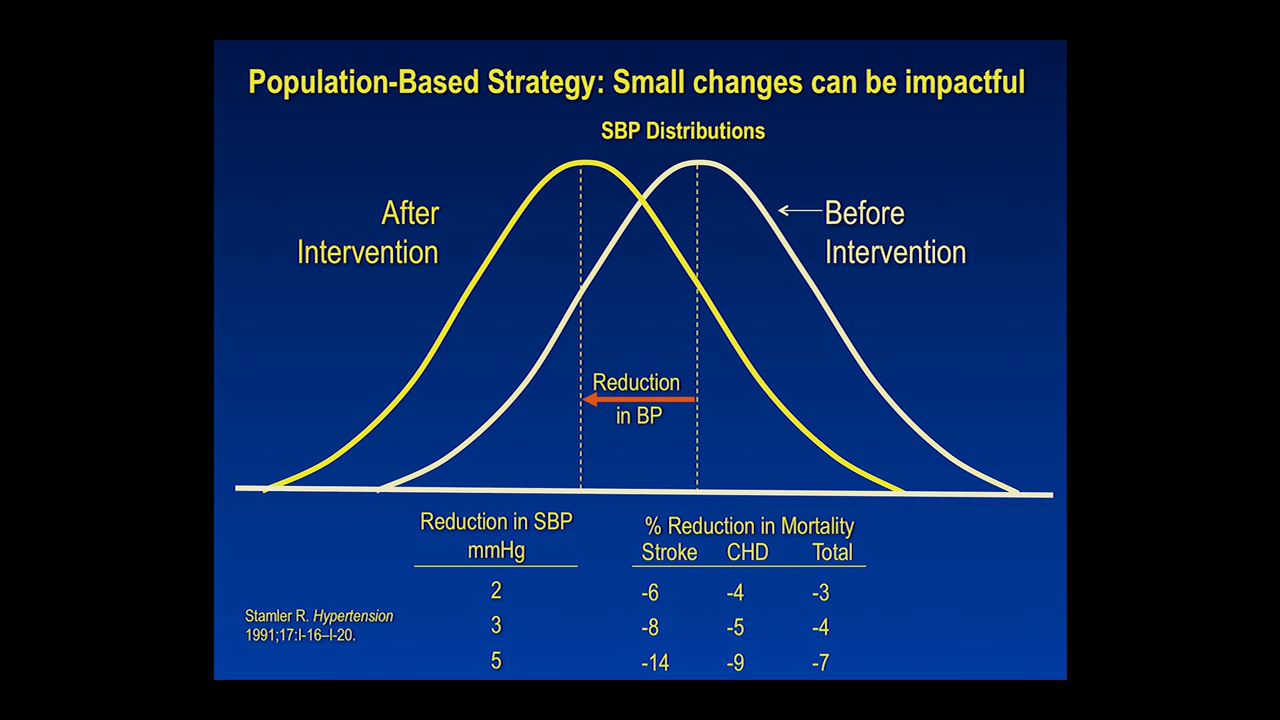 Population-Based Strategy: Small changes can be impactful
SBP Distributions
After
Intervention
Before
Intervention
Reduction
in BP
Reduction in SBP
mmHg
% Reduction in Mortality
Stroke CHD Total
2 -6 -4 -3
3 -8 -5 -4
5 -14 -9 -7
Stamler R. Hypertension
1991;17:I-16–I-20.